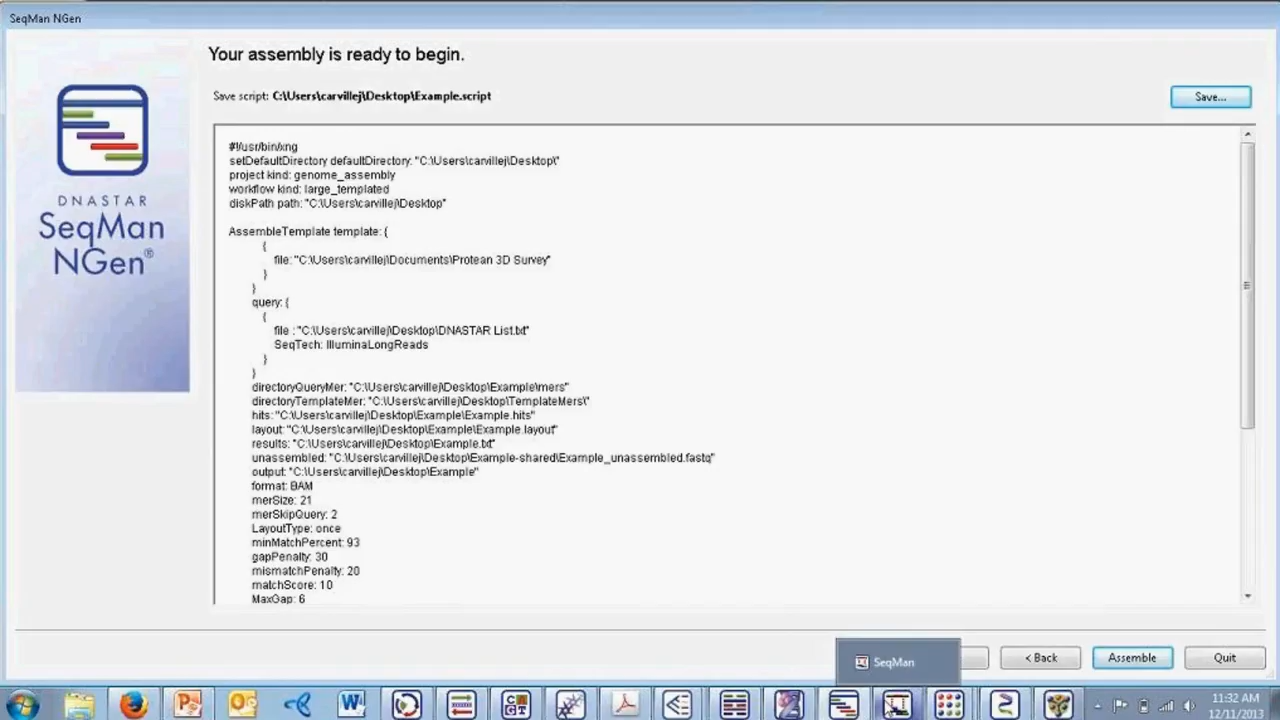 SeqMan NGen
Your assembly is ready to begin.
Save script: C:\Users\carvillej\Desktop\Example.script
Save...
DNASTAR
SeqMan
NGen®
#!/usr/bin/xng
setDefaultDirectory defaultDirectory: "C:\Users\carvillej\Desktop\"
project kind: genome_assembly
workflow kind: large_templated
diskPath path: "C:\Users\carvillej\Desktop"
AssembleTemplate template: {
{
file: "C:\Users\carvillej\Documents\Protean 3D Survey"
}
}
query: {
{
file : "C:\Users\carvillej\Desktop\DNASTAR List.txt"
SeqTech: IlluminaLongReads
}
}
directoryQueryMer: "C:\Users\carvillej\Desktop\Example\mers"
directoryTemplateMer: "C:\Users\carvillej\Desktop\TemplateMers\"
hits: "C:\Users\carvillej\Desktop\Example\Example.hits"
layout: "C:\Users\carvillej\Desktop\Example\Example.layout"
results: "C:\Users\carvillej\Desktop\Example.txt"
unassembled: "C:\Users\carvillej\Desktop\Example-shared\Example_unassembled.fastq"
output: "C:\Users\carvillej\Desktop\Example"
format: BAM
merSize: 21
merSkipQuery: 2
LayoutType: once
minMatchPercent: 93
gapPenalty: 30
mismatchPenalty: 20
matchScore: 10
MaxGap: 6
SeqMan
< Back
Assemble
Quit
11:32 AM
12/11/2013